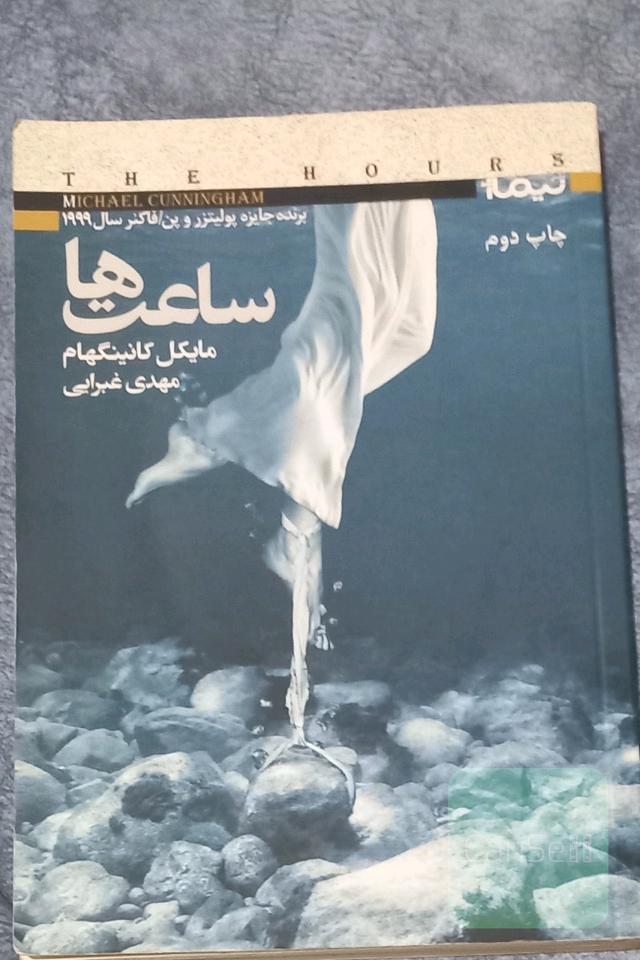 THE HOURS
MICHAEL CUNNINGHAM
نیماژ
برنده جایزه پولیتزر و پن/فاکنر سال ۱۹۹۹
چاپ دوم
ساعت‌ها
مایکل کانینگهام
مهدی غبرایی